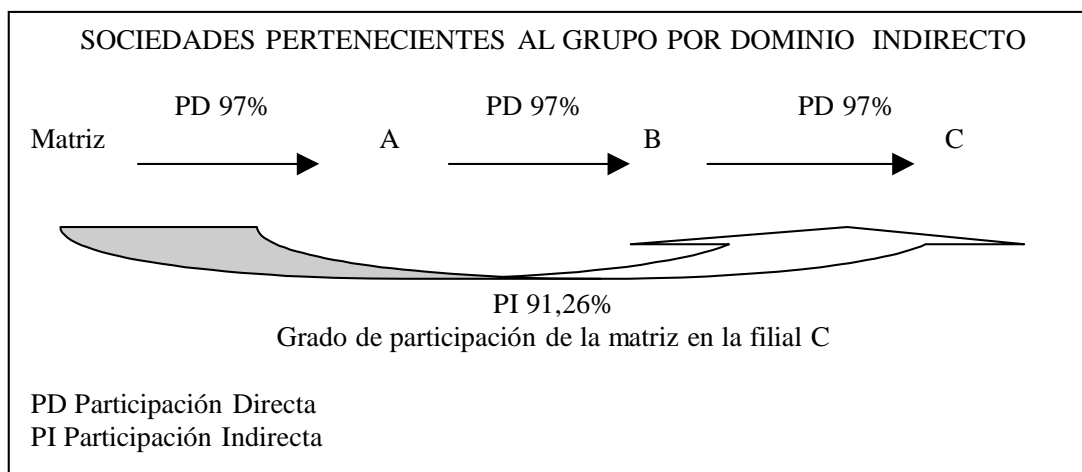 SOCIEDADES PERTENECIENTES AL GRUPO POR DOMINIO INDIRECTO
PD 97% PD 97% PD 97%
Matriz A B C
PI 91,26%
Grado de participación de la matriz en la filial C
PD Participación Directa
PI Participación Indirecta